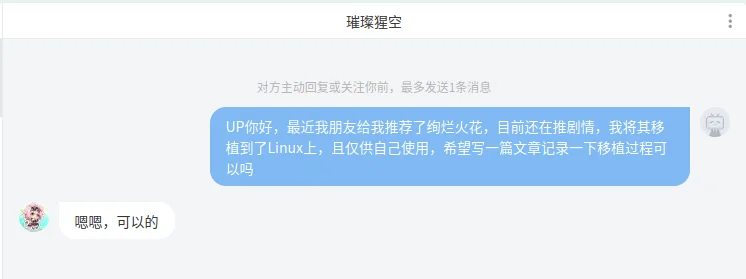 璀璨猩空
对方主动回复或关注你前，最多发送1条消息
UP你好，最近我朋友给我推荐了绚烂火花，目前还在推剧情，我将其移
植到了Linux上，且仅供自己使用，希望写一篇文章记录一下移植过程可
以吗
嗯嗯，可以的